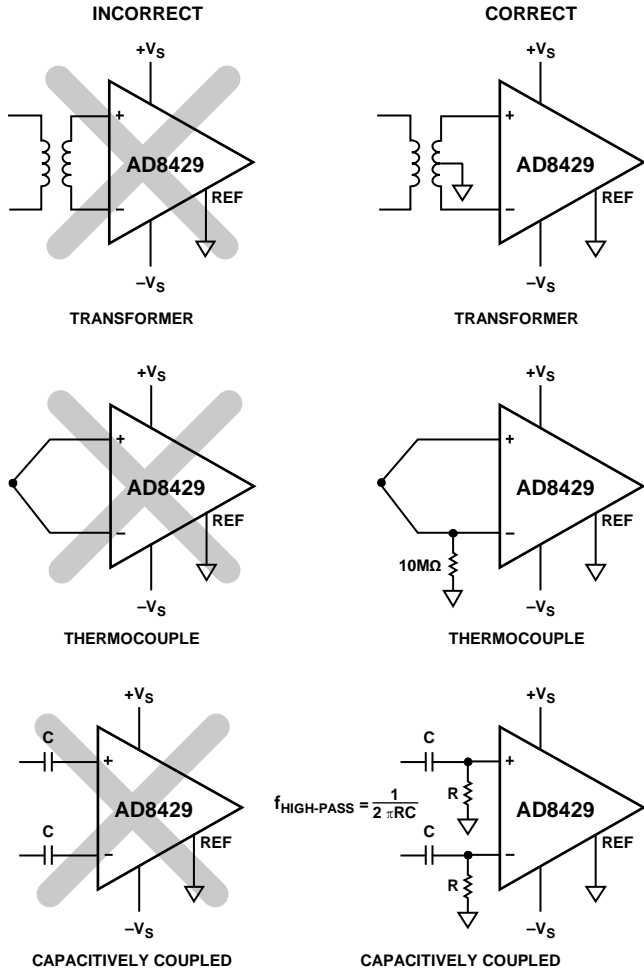 INCORRECT
CORRECT
+VS
+
AD8429
REF
−
−VS
TRANSFORMER
+VS
+
AD8429
REF
−
−VS
TRANSFORMER
+VS
+
AD8429
REF
−
−VS
THERMOCOUPLE
+VS
+
AD8429
REF
−
10MΩ
−VS
THERMOCOUPLE
+VS
C
+
AD8429
C
REF
−
−VS
CAPACITIVELY COUPLED
+VS
C
+
R
fHIGH-PASS = 1
2 πRC
AD8429
C
REF
−
R
−VS
CAPACITIVELY COUPLED